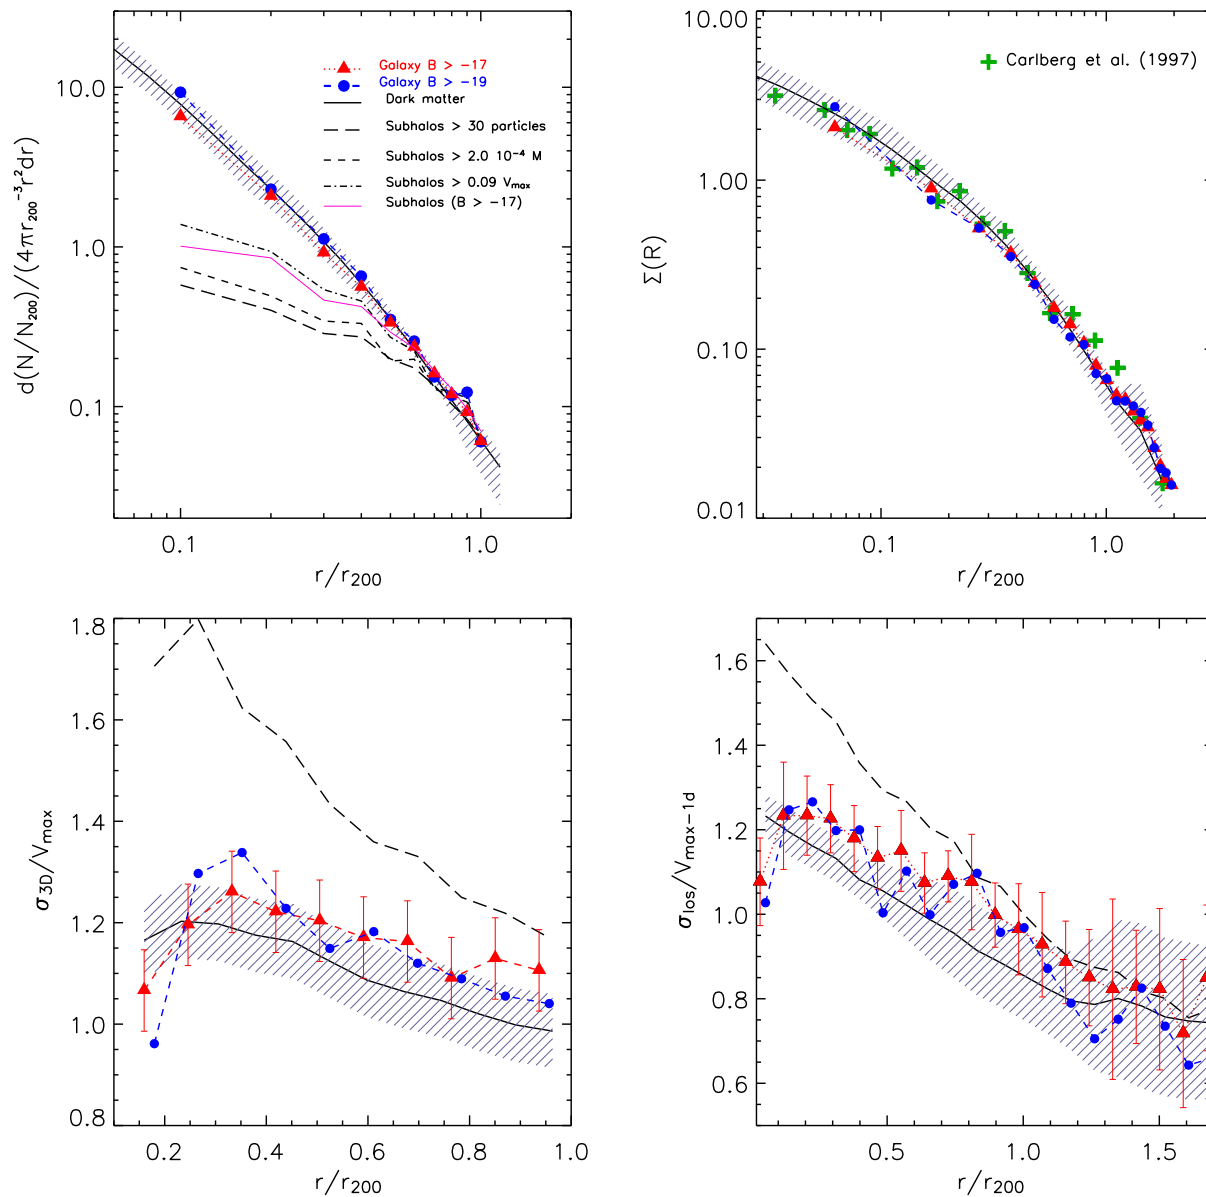 10.0
1.0
0.1
0.1
1.0
d(N/N200)/(4πr200⁻³r²dr)
r/r200
Galaxy B > −17
Galaxy B > −19
Dark matter
Subhalos > 30 particles
Subhalos > 2.0 10⁻⁴ M
Subhalos > 0.09 Vmax
Subhalos (B > −17)
10.00
1.00
0.10
0.01
0.1
1.0
Σ(R)
r/r200
Carlberg et al. (1997)
1.8
1.6
1.4
1.2
1.0
0.8
0.2 0.4 0.6 0.8 1.0
σ3D/Vmax
r/r200
1.6
1.4
1.2
1.0
0.8
0.6
0.5 1.0 1.5
σlos/Vmax−1d
r/r200